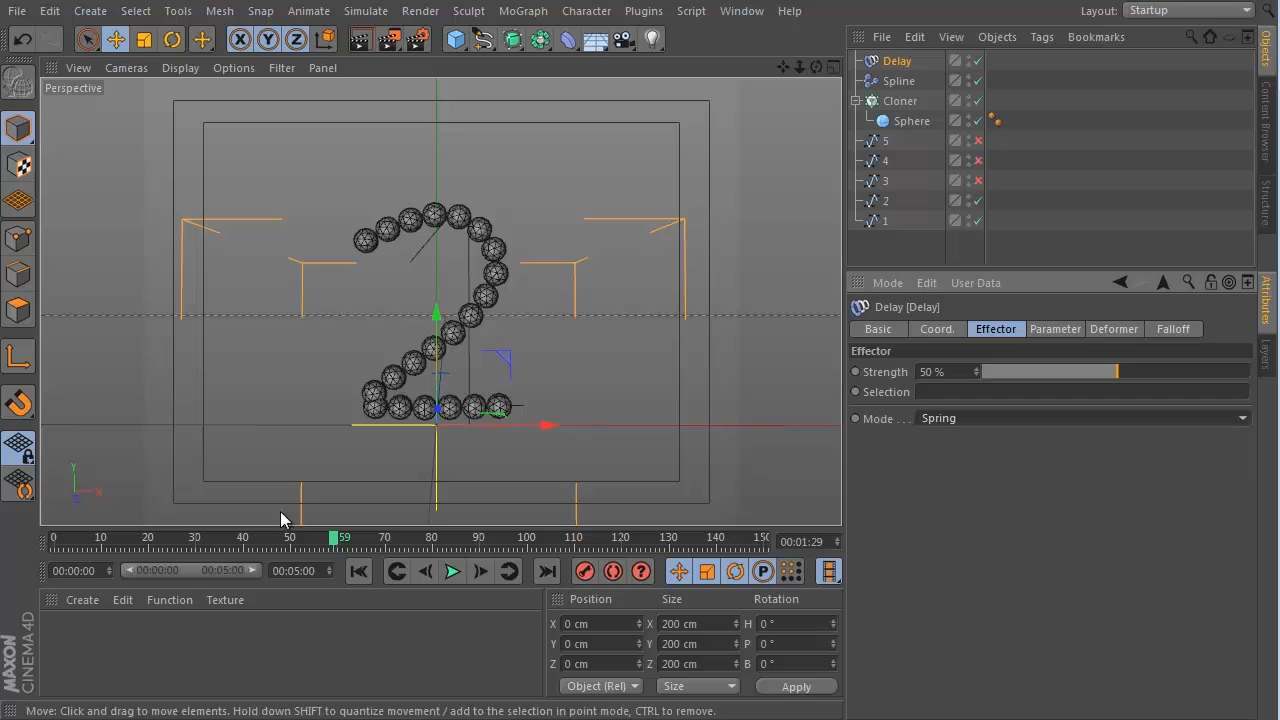 File Edit Create Select Tools Mesh Snap Animate Simulate Render Sculpt MoGraph Character Plugins Script Window Help Layout: Startup
View Cameras Display Options Filter Panel
Perspective
X Y Z
Y
X
Z
0 10 20 30 40 50 59 70 80 90 100 110 120 130 140 150
00:01:29
00:00:00 00:00:00 00:05:00 00:05:00
P
Create Edit Function Texture
Position Size Rotation
X 0 cm X 200 cm H 0 °
Y 0 cm Y 200 cm P 0 °
Z 0 cm Z 200 cm B 0 °
Object (Rel) Size Apply
MAXON
CINEMA 4D
Move: Click and drag to move elements. Hold down SHIFT to quantize movement / add to the selection in point mode, CTRL to remove.
File Edit View Objects Tags Bookmarks
Delay
Spline
Cloner
Sphere
5
4
3
2
1
Mode Edit User Data
Delay [Delay]
Basic Coord. Effector Parameter Deformer Falloff
Effector
Strength 50 %
Selection
Mode . . . Spring
Objects
Content Browser
Structure
Attributes
Layers